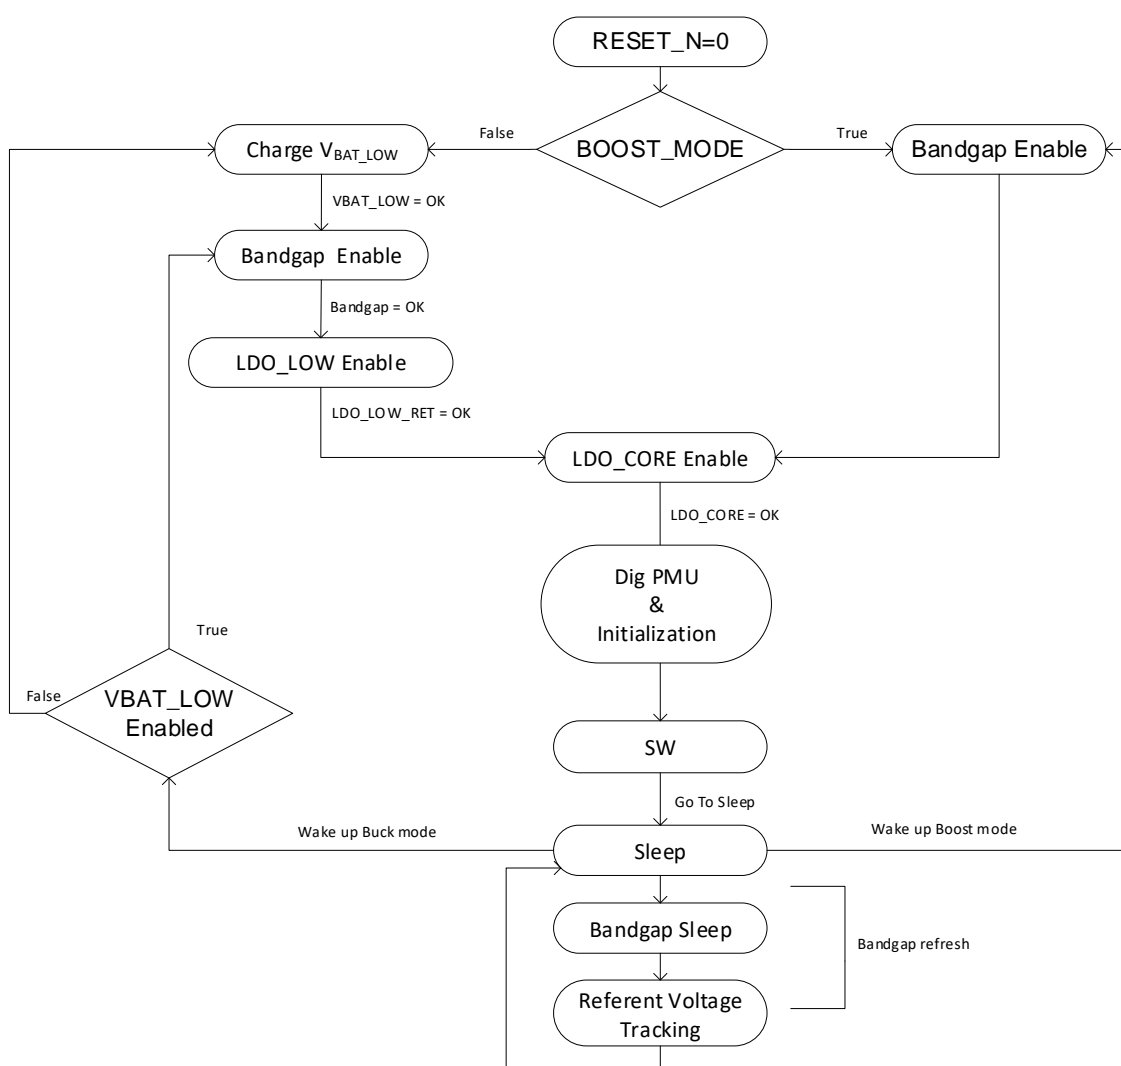 RESET_N=0
False
BOOST_MODE
True
Charge VBAT_LOW
Bandgap Enable
VBAT_LOW = OK
Bandgap Enable
Bandgap = OK
LDO_LOW Enable
LDO_LOW_RET = OK
LDO_CORE Enable
LDO_CORE = OK
Dig PMU
&
Initialization
True
False
VBAT_LOW
Enabled
SW
Go To Sleep
Wake up Buck mode
Sleep
Wake up Boost mode
Bandgap Sleep
Bandgap refresh
Referent Voltage
Tracking